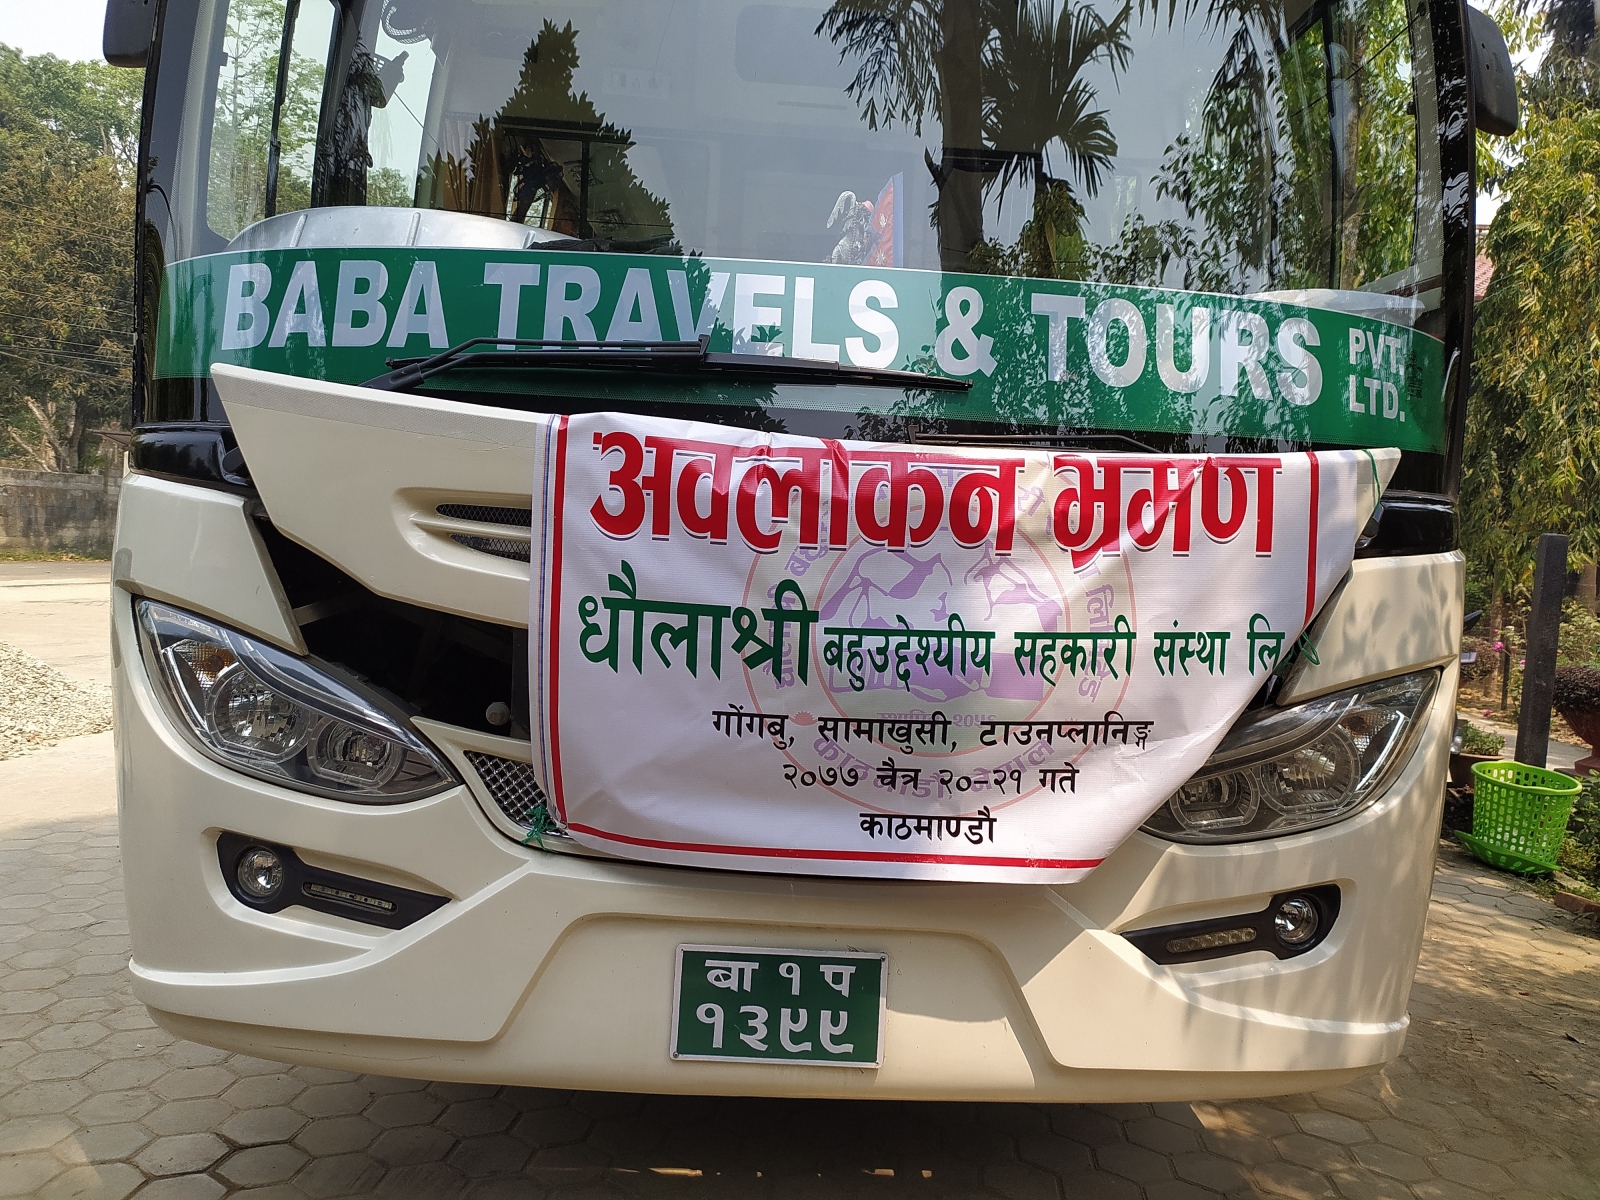 BABA TRAVELS & TOURS PVT. LTD.
अवलोकन भ्रमण
धौलाश्री बहुउद्देश्यीय सहकारी संस्था लि
गोंगबु, सामाखुसी, टाउनप्लानिङ्ग
२०७७ चैत्र २०-२१ गते
काठमाण्डौ
बा १ प
१३९९